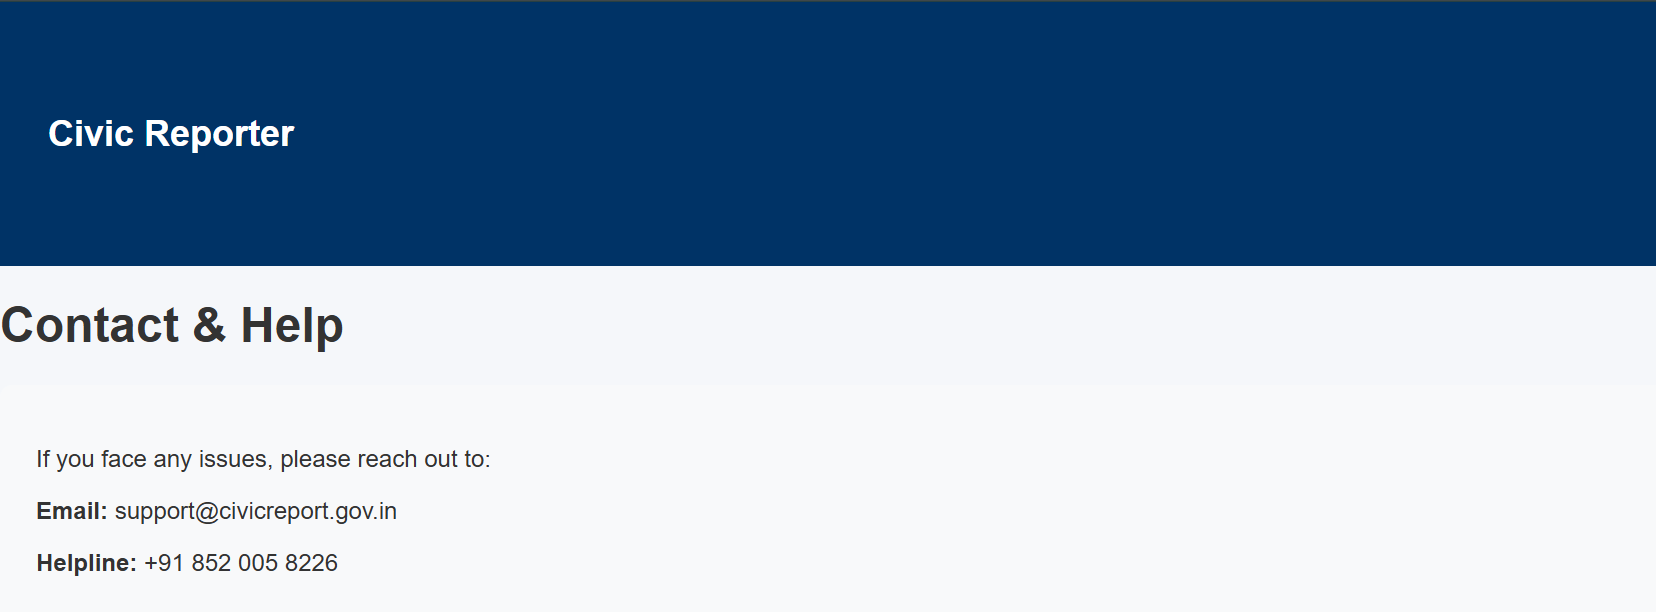 Civic Reporter
Contact & Help
If you face any issues, please reach out to:
Email: support@civicreport.gov.in
Helpline: +91 852 005 8226